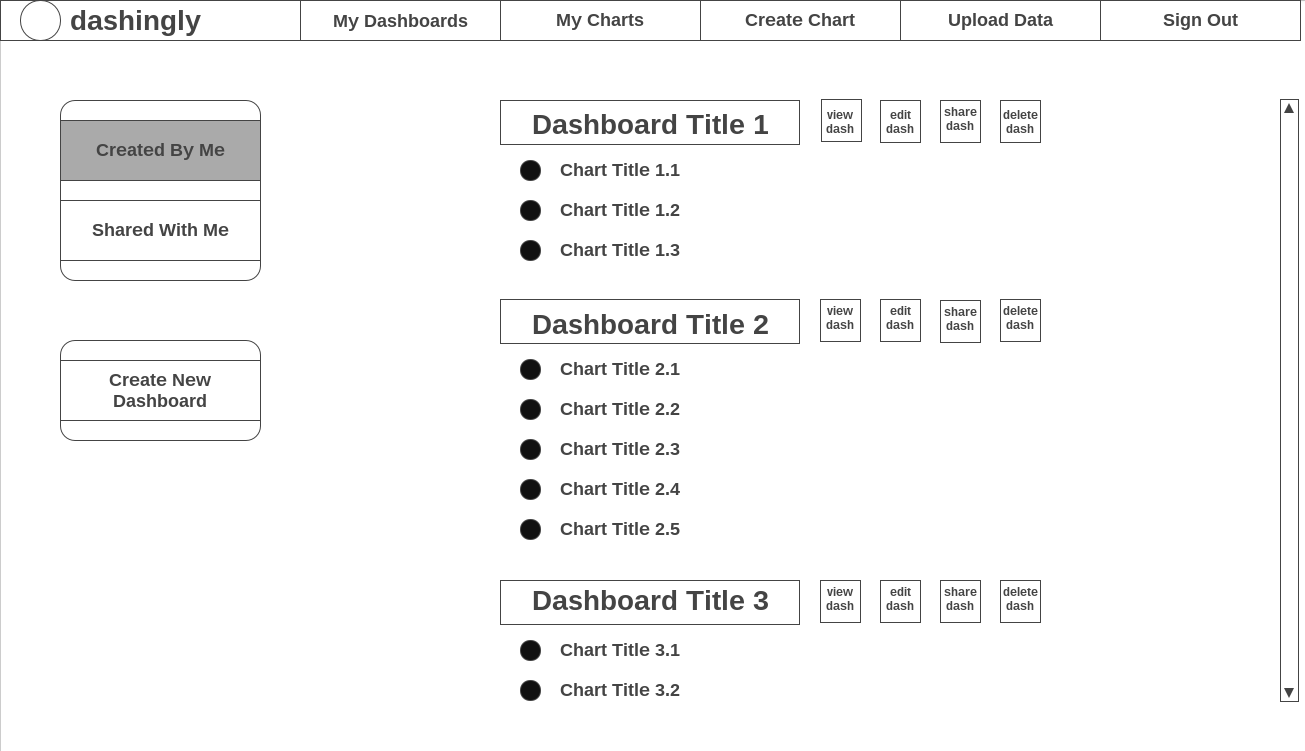 dashingly
My Dashboards
My Charts
Create Chart
Upload Data
Sign Out
Created By Me
Shared With Me
Create New
Dashboard
Dashboard Title 1
view
dash
edit
dash
share
dash
delete
dash
Chart Title 1.1
Chart Title 1.2
Chart Title 1.3
Dashboard Title 2
view
dash
edit
dash
share
dash
delete
dash
Chart Title 2.1
Chart Title 2.2
Chart Title 2.3
Chart Title 2.4
Chart Title 2.5
Dashboard Title 3
view
dash
edit
dash
share
dash
delete
dash
Chart Title 3.1
Chart Title 3.2